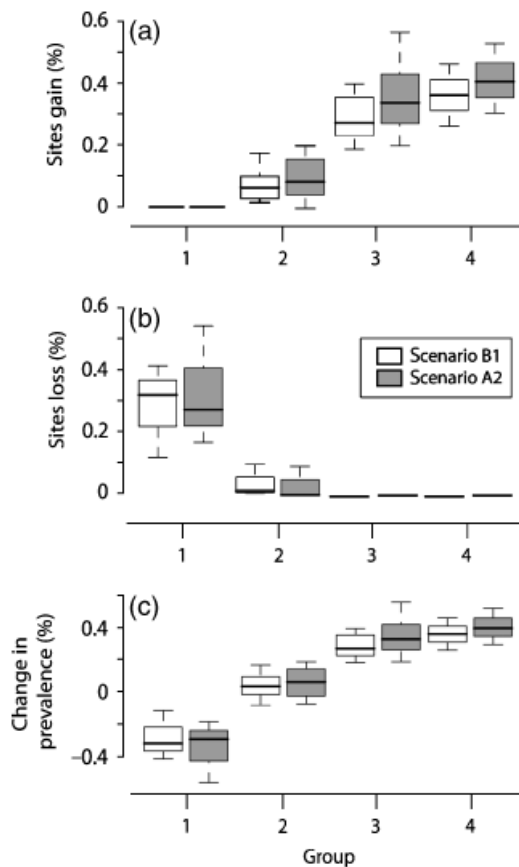 (a)
Sites gain (%)
0.6
0.4
0.2
0
1 2 3 4
(b)
Sites loss (%)
0.6
0.4
0.2
0
Scenario B1
Scenario A2
1 2 3 4
(c)
Change in
prevalence (%)
0.4
0
−0.4
1 2 3 4
Group